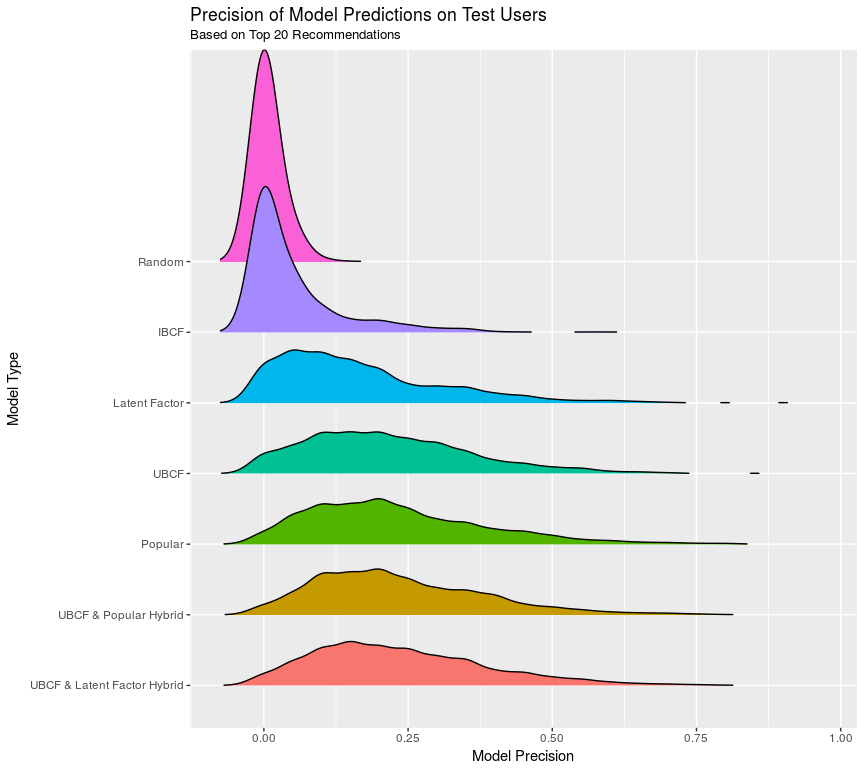 Precision of Model Predictions on Test Users
Based on Top 20 Recommendations
Model Type
Random
IBCF
Latent Factor
UBCF
Popular
UBCF & Popular Hybrid
UBCF & Latent Factor Hybrid
0.00 0.25 0.50 0.75 1.00
Model Precision